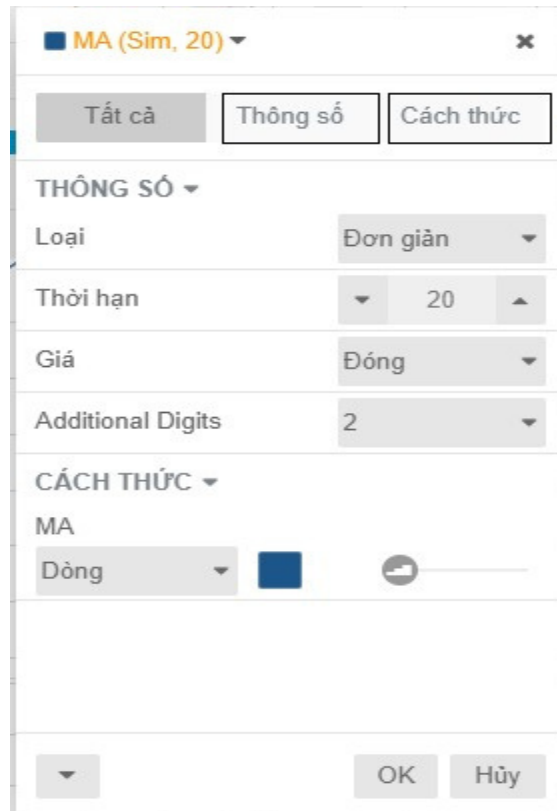 MA (Sim, 20)
Tất cả Thông số Cách thức
THÔNG SỐ
Loại Đơn giản
Thời hạn 20
Giá Đóng
Additional Digits 2
CÁCH THỨC
MA
Dòng
OK Hủy